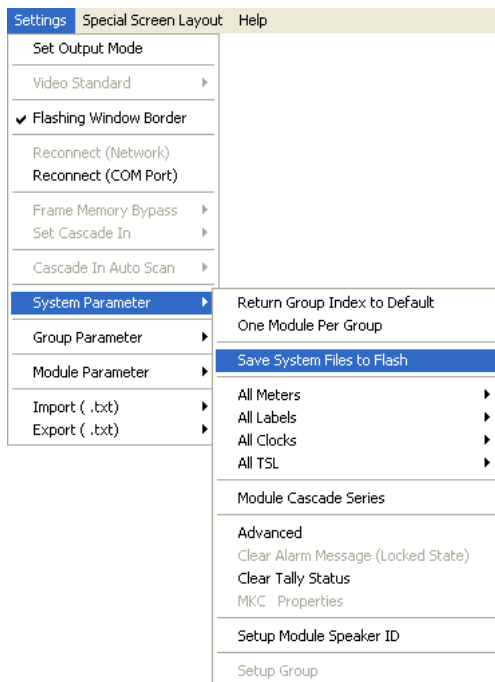 Settings Special Screen Layout Help
Set Output Mode
Video Standard
Flashing Window Border
Reconnect (Network)
Reconnect (COM Port)
Frame Memory Bypass
Set Cascade In
Cascade In Auto Scan
System Parameter
Group Parameter
Module Parameter
Import ( .txt)
Export ( .txt)
Return Group Index to Default
One Module Per Group
Save System Files to Flash
All Meters
All Labels
All Clocks
All TSL
Module Cascade Series
Advanced
Clear Alarm Message (Locked State)
Clear Tally Status
MKC Properties
Setup Module Speaker ID
Setup Group